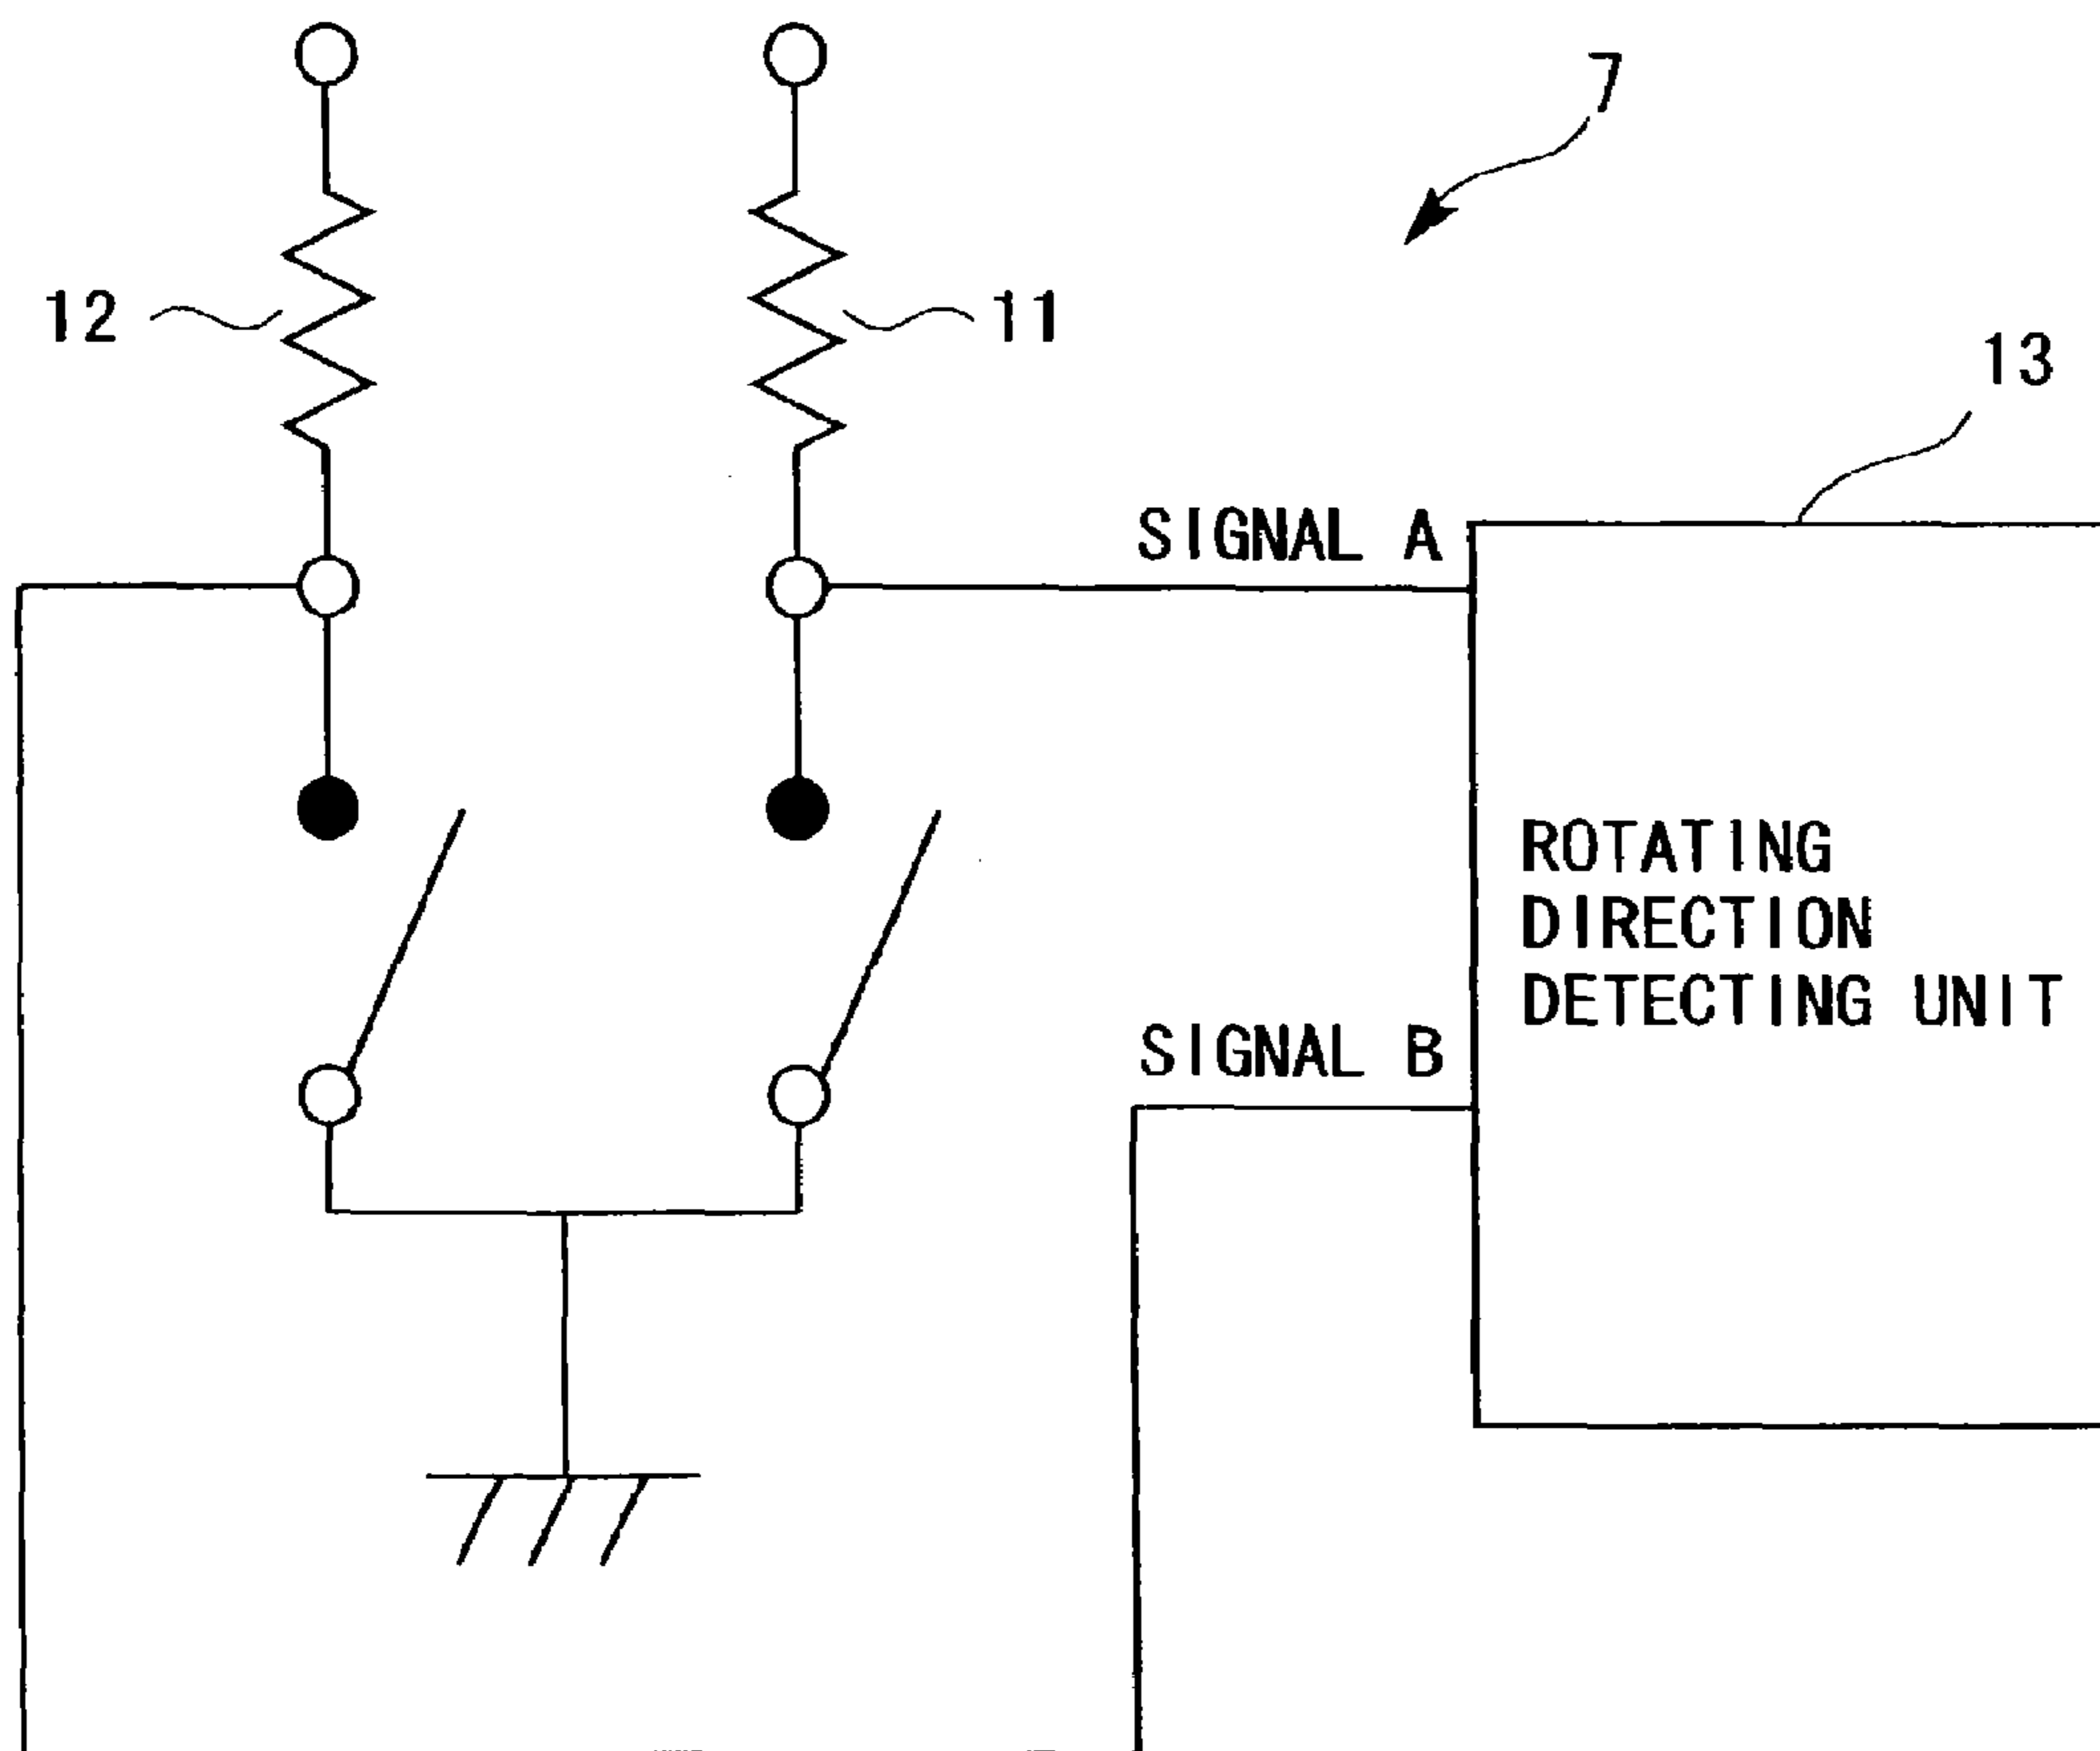 7
12
11
13
SIGNAL A
ROTATING
DIRECTION
DETECTING UNIT
SIGNAL B